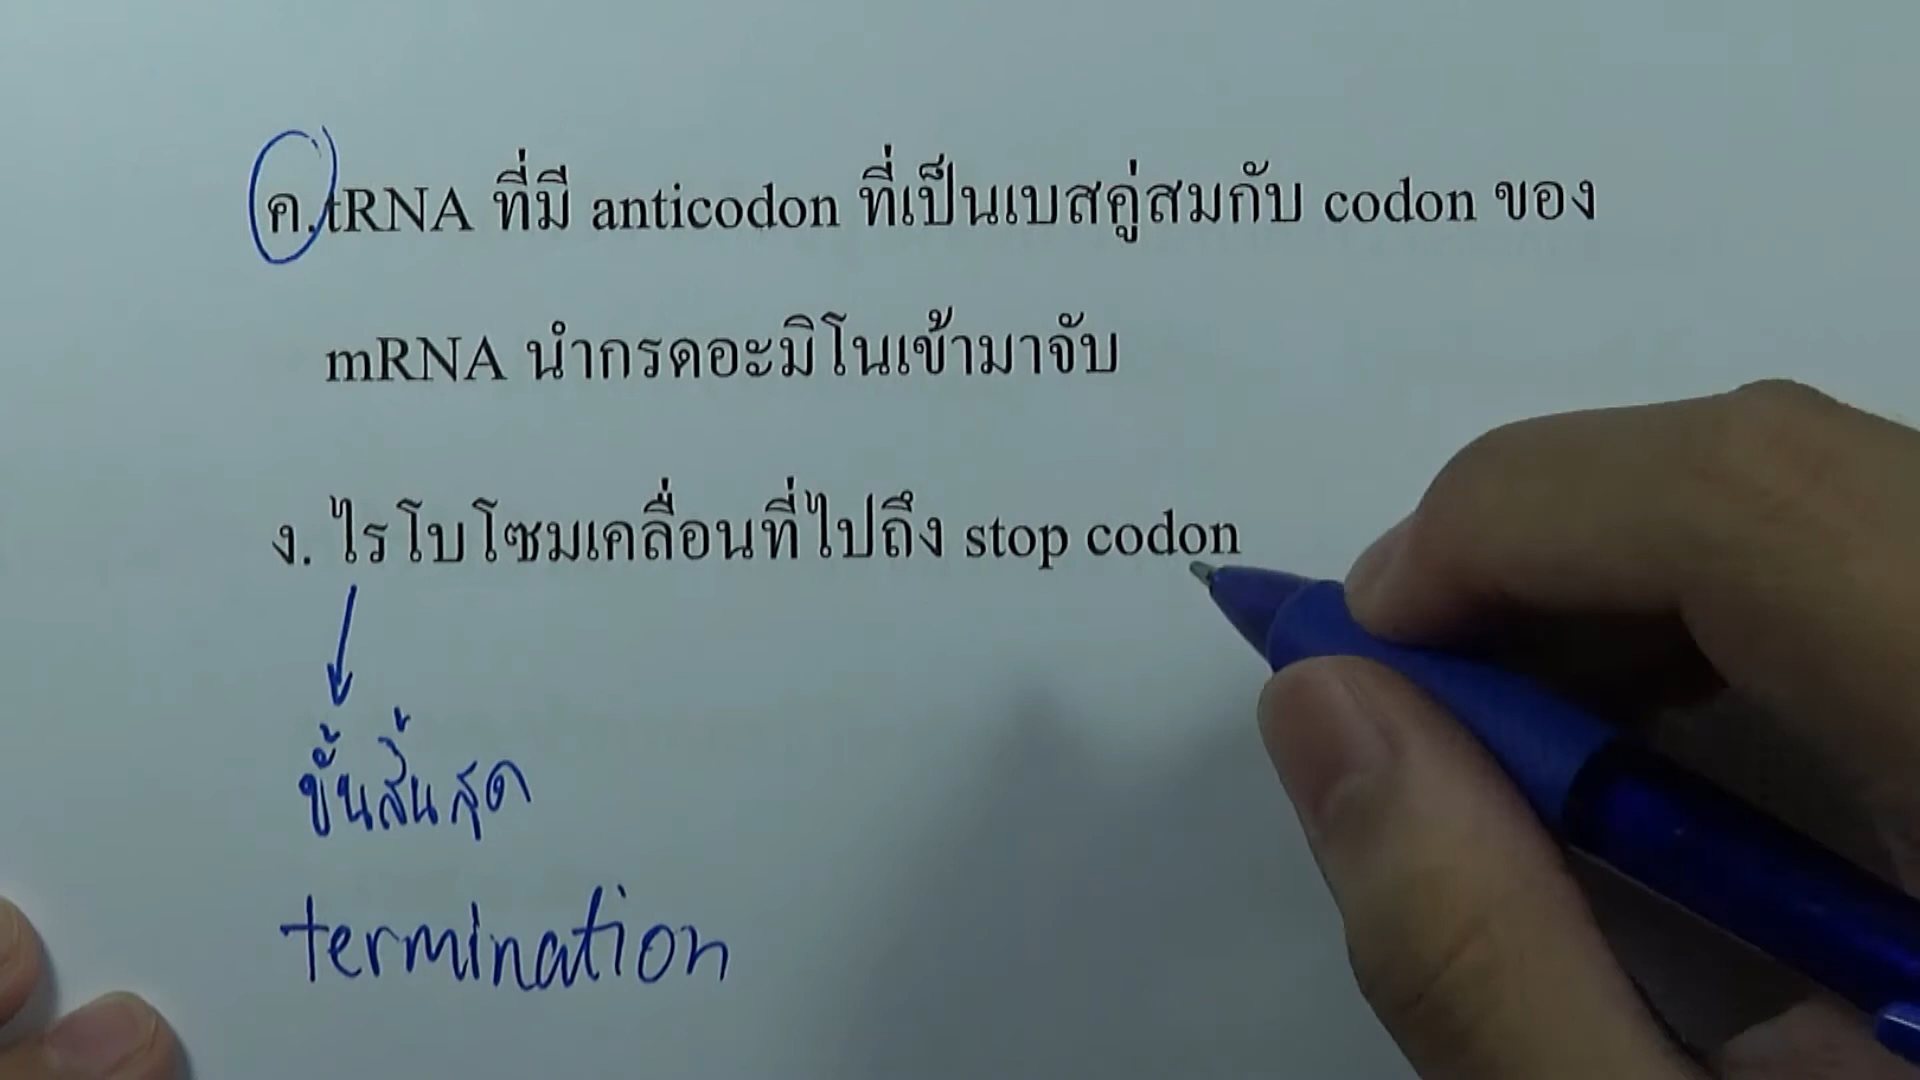 ค. tRNA ที่มี anticodon ที่เป็นเบสคู่สมกับ codon ของ
mRNA นำกรดอะมิโนเข้ามาจับ
ง. ไรโบโซมเคลื่อนที่ไปถึง stop codon
ขั้นสิ้นสุด
termination